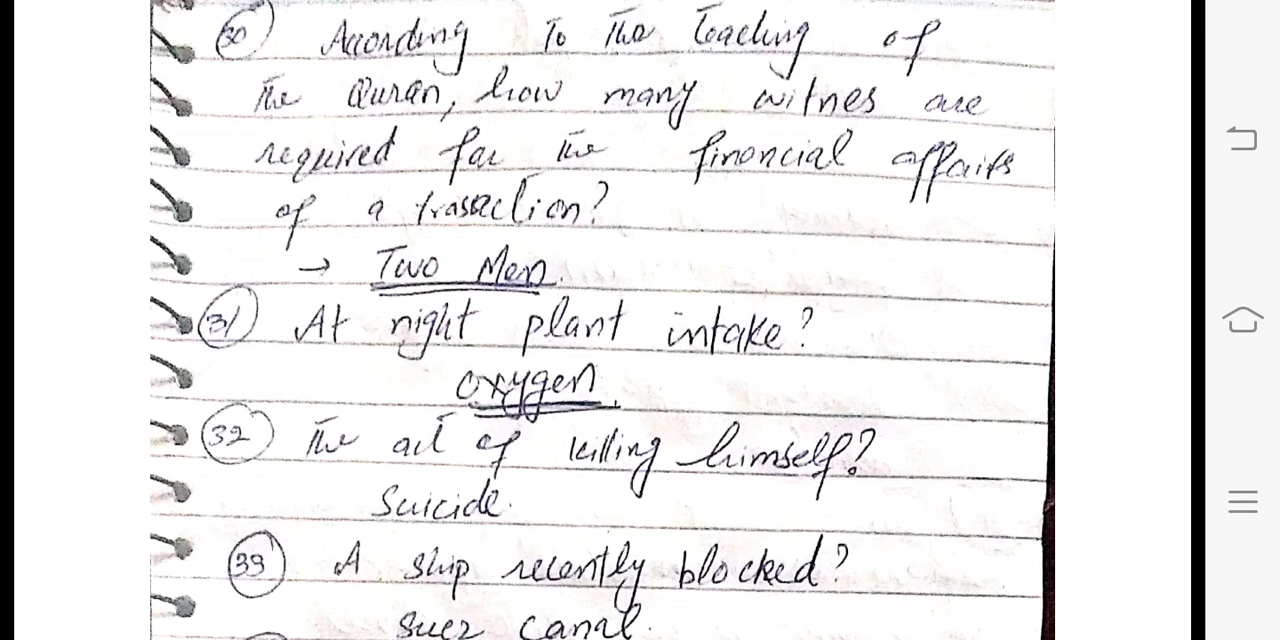 30 According To The teaching of
The Quran, how many witnes are
required for the financial affairs
of a trasaction?
→ Two Men.
31 At night plant intake?
oxygen.
32 The act of killing himself?
Suicide.
33 A ship recently blocked?
Suez canal.